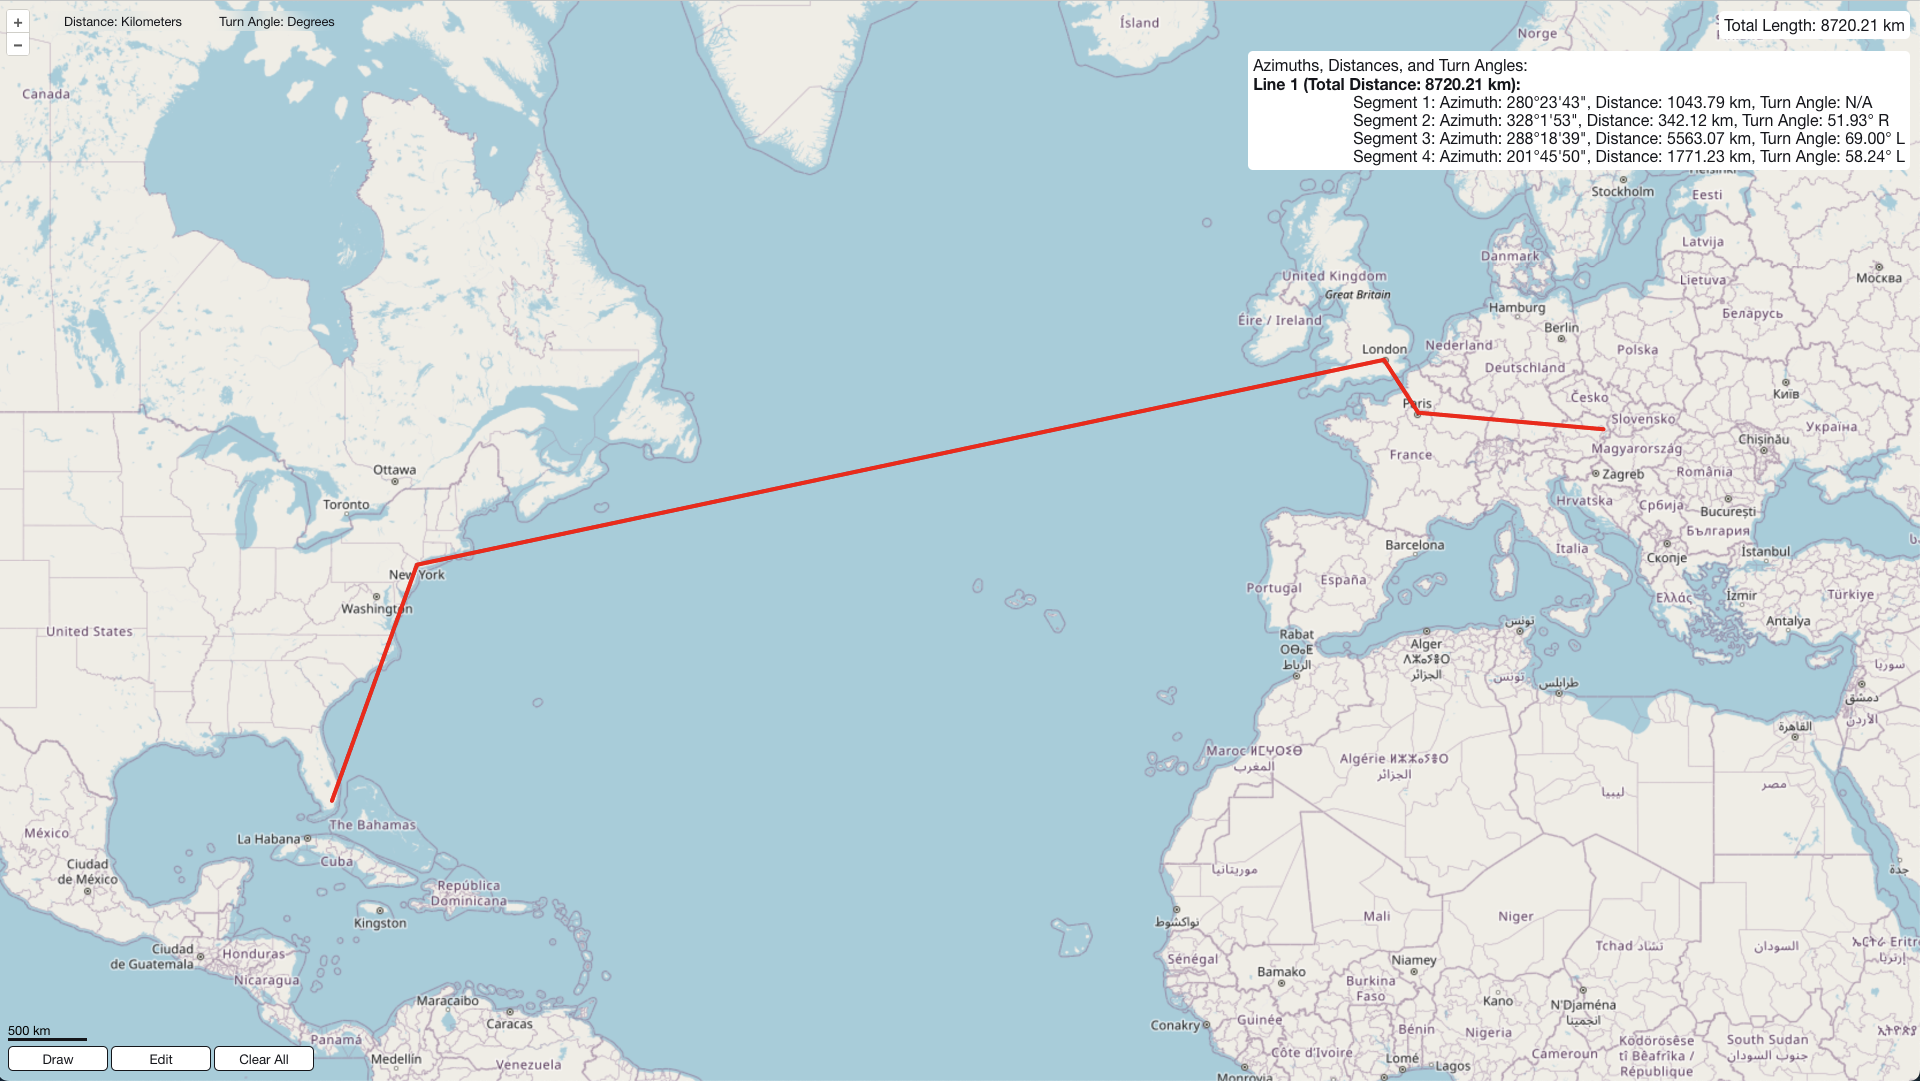 +
−
Distance: Kilometers
Turn Angle: Degrees
Total Length: 8720.21 km
Azimuths, Distances, and Turn Angles:
Line 1 (Total Distance: 8720.21 km):
Segment 1: Azimuth: 280°23'43", Distance: 1043.79 km, Turn Angle: N/A
Segment 2: Azimuth: 328°1'53", Distance: 342.12 km, Turn Angle: 51.93° R
Segment 3: Azimuth: 288°18'39", Distance: 5563.07 km, Turn Angle: 69.00° L
Segment 4: Azimuth: 201°45'50", Distance: 1771.23 km, Turn Angle: 58.24° L
Ísland
Norge
Canada
Stockholm
Eesti
Latvija
Danmark
United Kingdom
Москва
Lietuva
Great Britain
Hamburg
Беларусь
Éire / Ireland
Berlin
London
Nederland
Polska
Deutschland
Київ
Česko
Paris
Slovensko
Україна
Chișinău
Magyarország
France
Ottawa
Zagreb
România
Toronto
Hrvatska
Србија
București
България
Barcelona
Italia
İstanbul
Скопје
New York
España
Portugal
Ελλάς
İzmir
Türkiye
Washington
Antalya
United States
تونس
Rabat
ⵔⴱⴰⵟ
الرباط
Alger
ⴷⵣⴰⵢⴻⵔ
الجزائر
سوريا
تونس
طرابلس
دمشق
الأردن
القاهرة
Maroc ⵍⵎⵖⵔⵉⴱ
المغرب
Algérie ⵍⵣⵣⴰⵢⴻⵔ
الجزائر
مصر
ليبيا
The Bahamas
México
La Habana
Cuba
Ciudad
de México
موريتانيا
جدة
República
Dominicana
Kingston
نواكشوط
Mali
Niger
Tchad تشاد
السودان
Ciudad
de Guatemala
Honduras
Nicaragua
Sénégal
Niamey
Bamako
Burkina
Faso
Maracaibo
Kano
N'Djaména
انجمينا
Caracas
Conakry
Guinée
Bénin
Nigeria
500 km
Panamá
South Sudan
جنوب السودان
Ködörösêse
tî Bêafrîka /
République
Côte d'Ivoire
Cameroun
Medellín
Venezuela
Lomé
Lagos
Monrovia
Draw
Edit
Clear All